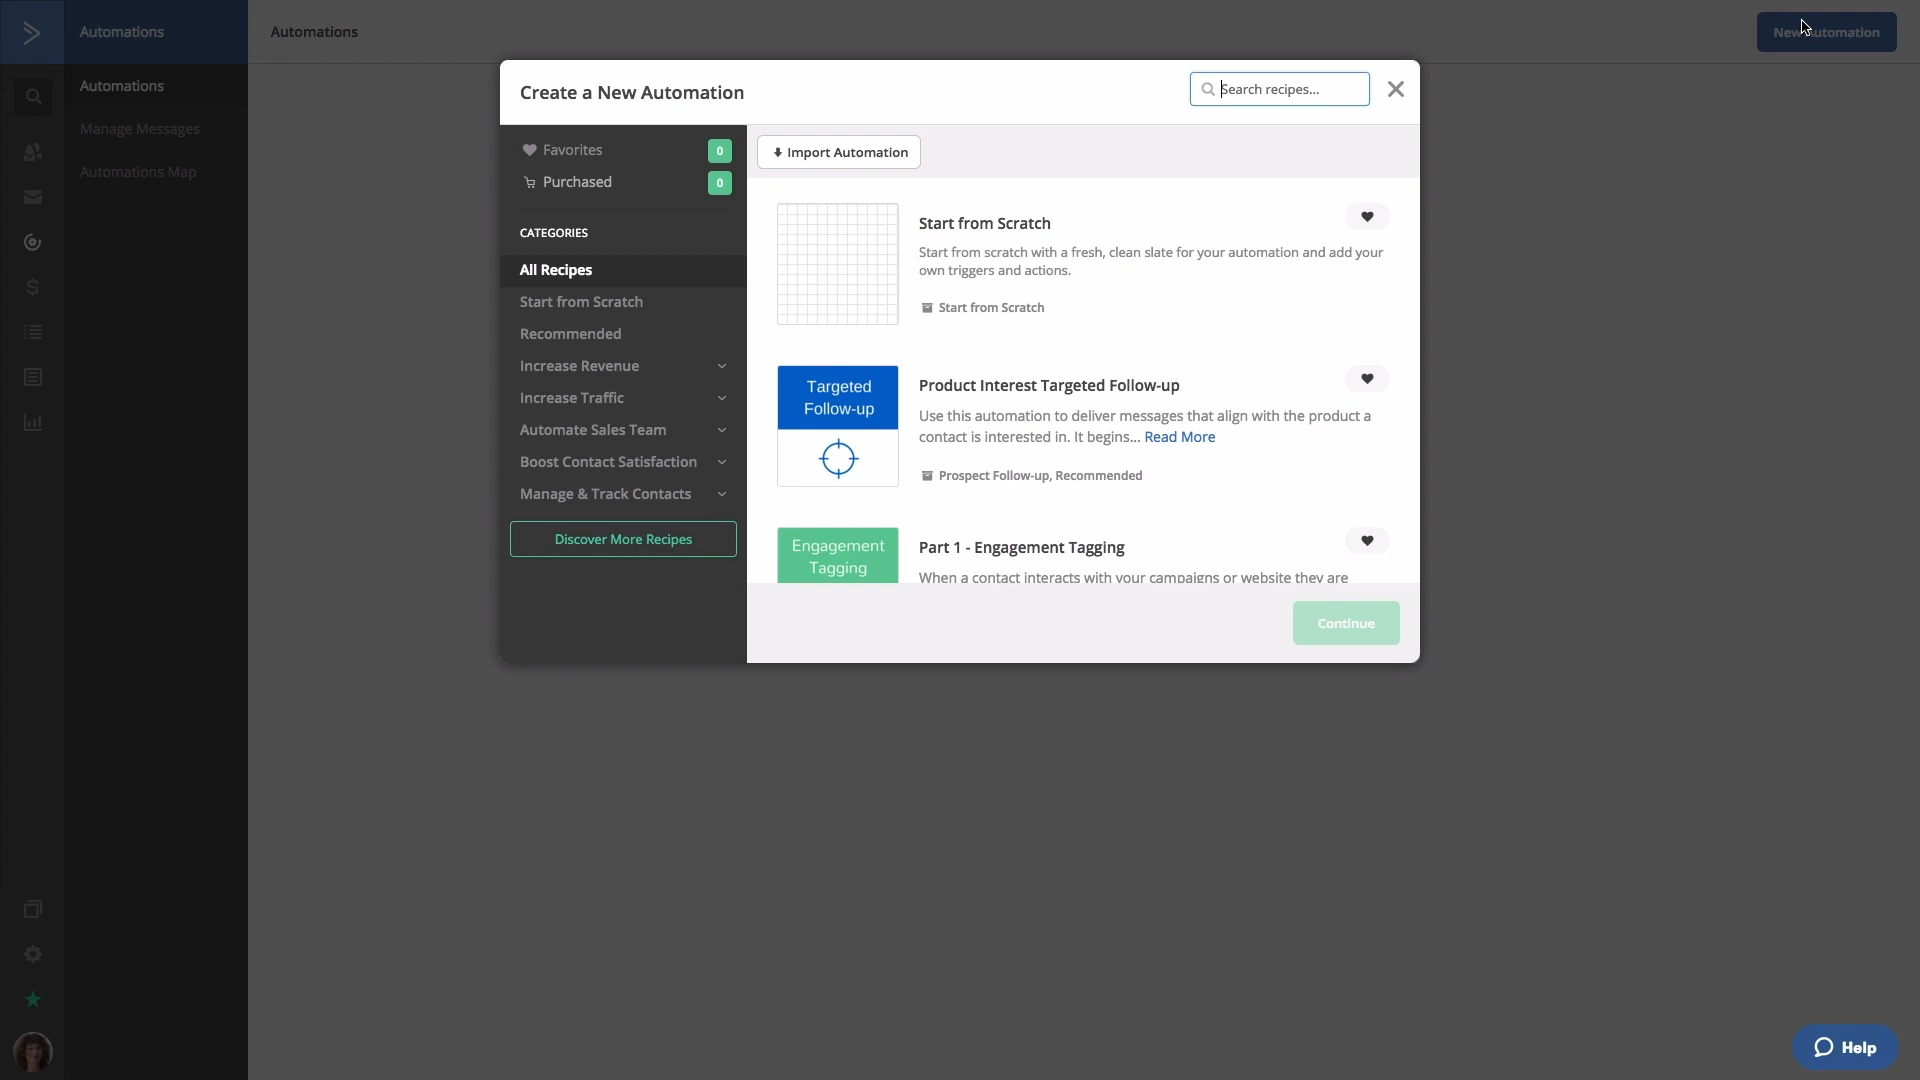 Automations
Automations
New Automation
Automations
Manage Messages
Automations Map
Create a New Automation
Search recipes...
Favorites
0
Purchased
0
CATEGORIES
All Recipes
Start from Scratch
Recommended
Increase Revenue
Increase Traffic
Automate Sales Team
Boost Contact Satisfaction
Manage & Track Contacts
Discover More Recipes
Import Automation
Start from Scratch
Start from scratch with a fresh, clean slate for your automation and add your
own triggers and actions.
Start from Scratch
Targeted
Follow-up
Product Interest Targeted Follow-up
Use this automation to deliver messages that align with the product a
contact is interested in. It begins... Read More
Prospect Follow-up, Recommended
Engagement
Tagging
Part 1 - Engagement Tagging
When a contact interacts with your campaigns or website they are
Continue
Help